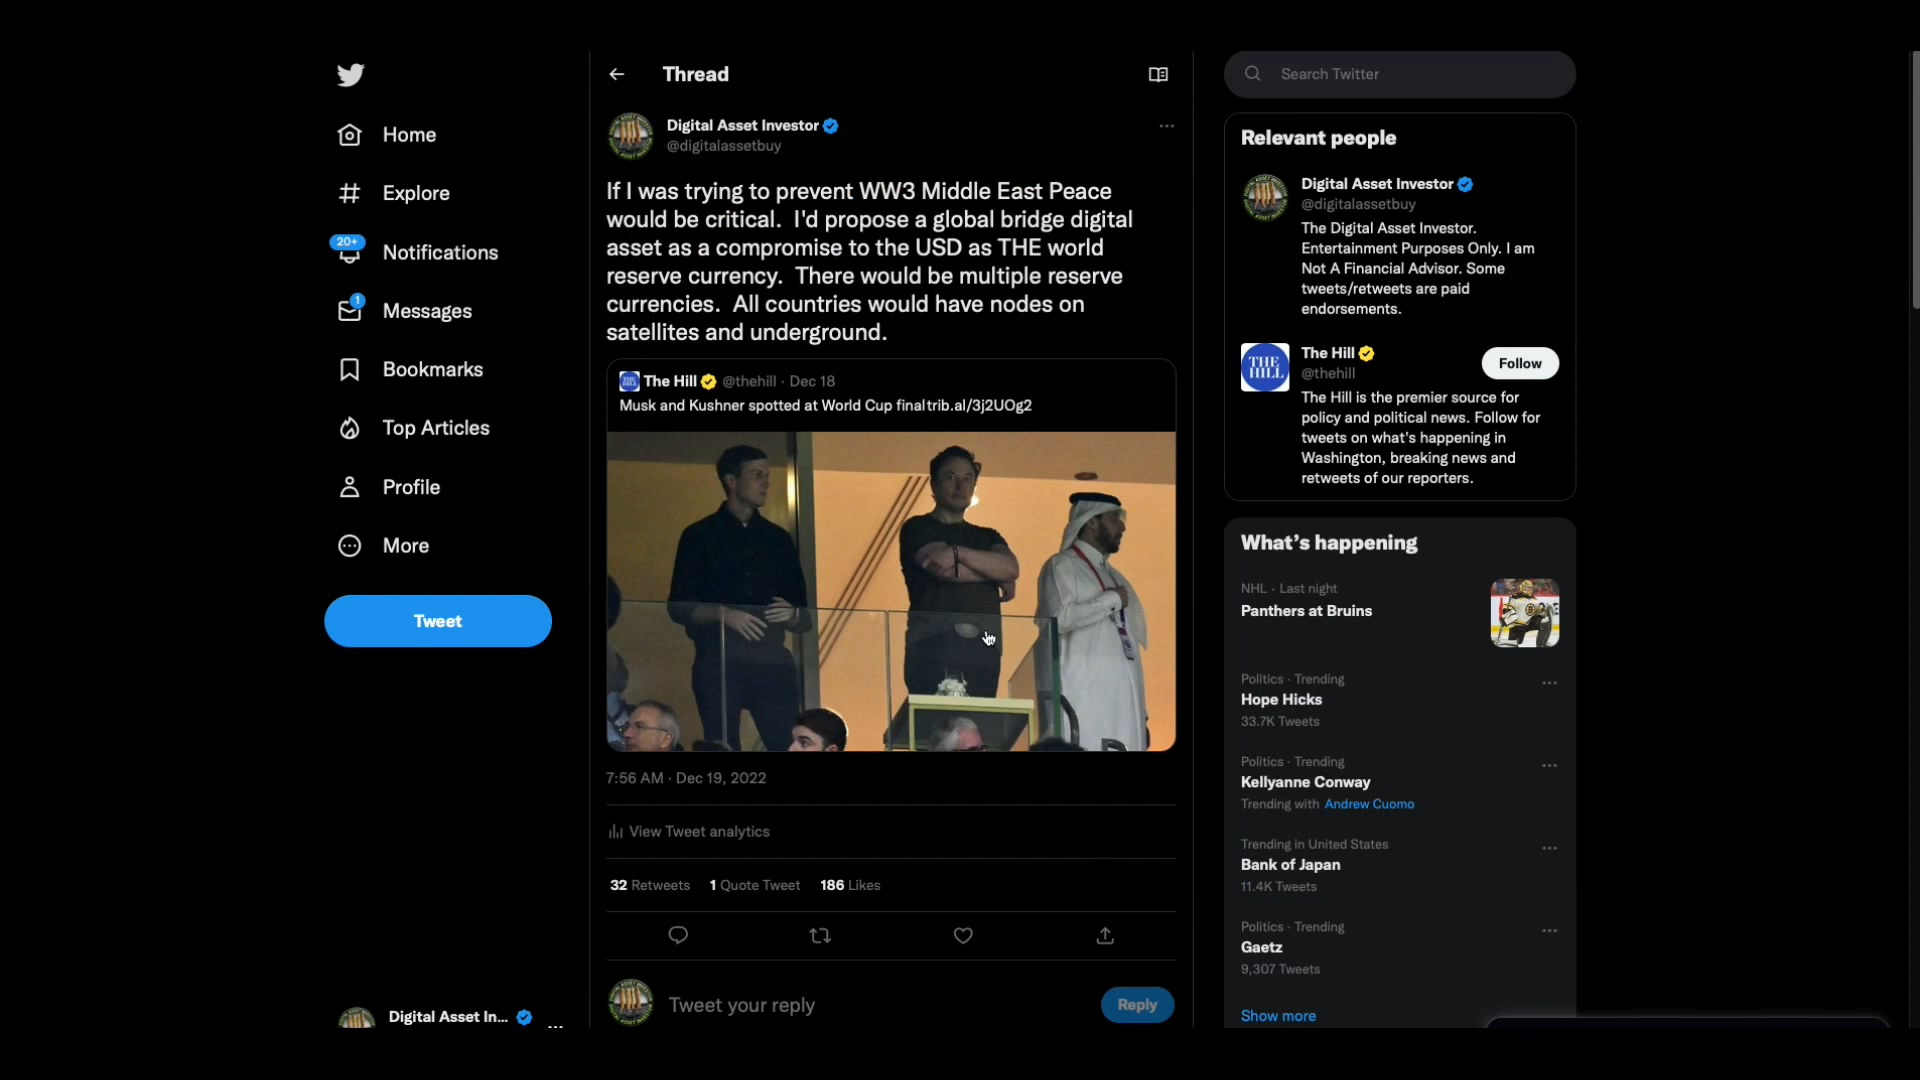 Home
Explore
20+
Notifications
1
Messages
Bookmarks
Top Articles
Profile
More
Tweet
Digital Asset In...
Thread
Digital Asset Investor
@digitalassetbuy
If I was trying to prevent WW3 Middle East Peace
would be critical.  I'd propose a global bridge digital
asset as a compromise to the USD as THE world
reserve currency.  There would be multiple reserve
currencies.  All countries would have nodes on
satellites and underground.
THE HILL The Hill @thehill · Dec 18
Musk and Kushner spotted at World Cup finaltrib.al/3j2UOg2
7:56 AM · Dec 19, 2022
View Tweet analytics
32 Retweets 1 Quote Tweet 186 Likes
Tweet your reply
Reply
Search Twitter
Relevant people
Digital Asset Investor
@digitalassetbuy
The Digital Asset Investor.
Entertainment Purposes Only. I am
Not A Financial Advisor. Some
tweets/retweets are paid
endorsements.
THE
HILL
The Hill
@thehill
Follow
The Hill is the premier source for
policy and political news. Follow for
tweets on what's happening in
Washington, breaking news and
retweets of our reporters.
What's happening
NHL · Last night
Panthers at Bruins
Politics · Trending
Hope Hicks
33.7K Tweets
Politics · Trending
Kellyanne Conway
Trending with Andrew Cuomo
Trending in United States
Bank of Japan
11.4K Tweets
Politics · Trending
Gaetz
9,307 Tweets
Show more